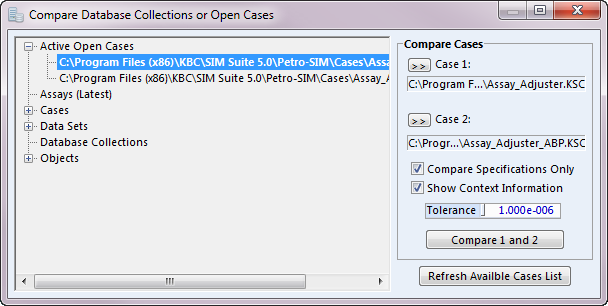 Compare Database Collections or Open Cases
Active Open Cases
C:\Program Files (x86)\KBC\SIM Suite 5.0\Petro-SIM\Cases\Assa
C:\Program Files (x86)\KBC\SIM Suite 5.0\Petro-SIM\Cases\Assay_A
Assays (Latest)
Cases
Data Sets
Database Collections
Objects
Compare Cases
>> Case 1:
C:\Program F...\Assay_Adjuster.KSC
>> Case 2:
C:\Progr...\Assay_Adjuster_ABP.KSC
Compare Specifications Only
Show Context Information
Tolerance 1.000e-006
Compare 1 and 2
Refresh Availble Cases List